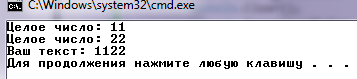 C:\Windows\system32\cmd.exe
Целое число: 11
Целое число: 22
Ваш текст: 1122
Для продолжения нажмите любую клавишу . . .